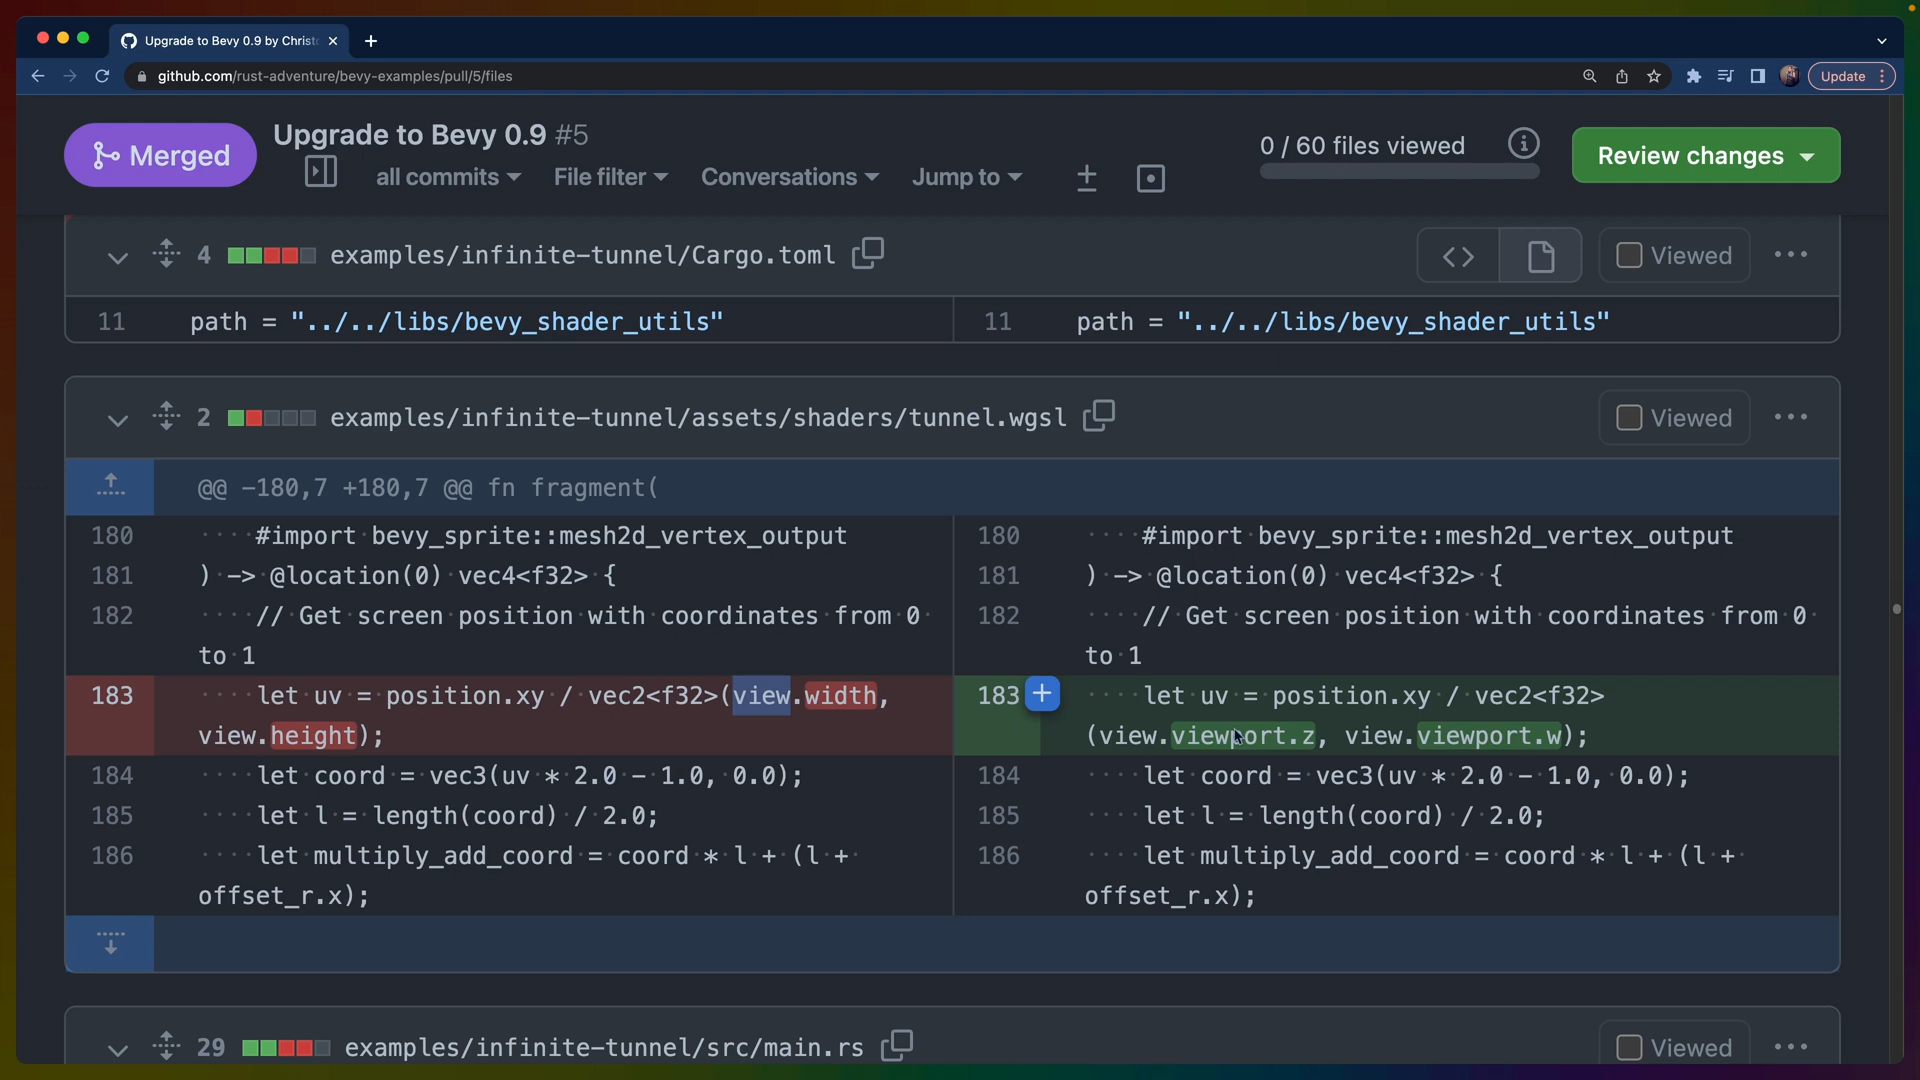 Upgrade to Bevy 0.9 by Christ
github.com/rust-adventure/bevy-examples/pull/5/files
Update
Merged
Upgrade to Bevy 0.9 #5
all commits
File filter
Conversations
Jump to
0 / 60 files viewed
Review changes
4 examples/infinite-tunnel/Cargo.toml
Viewed
11 path = "../../libs/bevy_shader_utils"
11 path = "../../libs/bevy_shader_utils"
2 examples/infinite-tunnel/assets/shaders/tunnel.wgsl
Viewed
@@ -180,7 +180,7 @@ fn fragment(
180 ····#import·bevy_sprite::mesh2d_vertex_output
181 )·->·@location(0)·vec4<f32>·{
182 ····//·Get·screen·position·with·coordinates·from·0·
to·1
183 ····let·uv·=·position.xy·/·vec2<f32>(view.width,
view.height);
184 ····let·coord·=·vec3(uv·*·2.0·-·1.0,·0.0);
185 ····let·l·=·length(coord)·/·2.0;
186 ····let·multiply_add_coord·=·coord·*·l·+·(l·+·
offset_r.x);
180 ····#import·bevy_sprite::mesh2d_vertex_output
181 )·->·@location(0)·vec4<f32>·{
182 ····//·Get·screen·position·with·coordinates·from·0·
to·1
183 + ····let·uv·=·position.xy·/·vec2<f32>
(view.viewport.z,·view.viewport.w);
184 ····let·coord·=·vec3(uv·*·2.0·-·1.0,·0.0);
185 ····let·l·=·length(coord)·/·2.0;
186 ····let·multiply_add_coord·=·coord·*·l·+·(l·+·
offset_r.x);
29 examples/infinite-tunnel/src/main.rs
Viewed